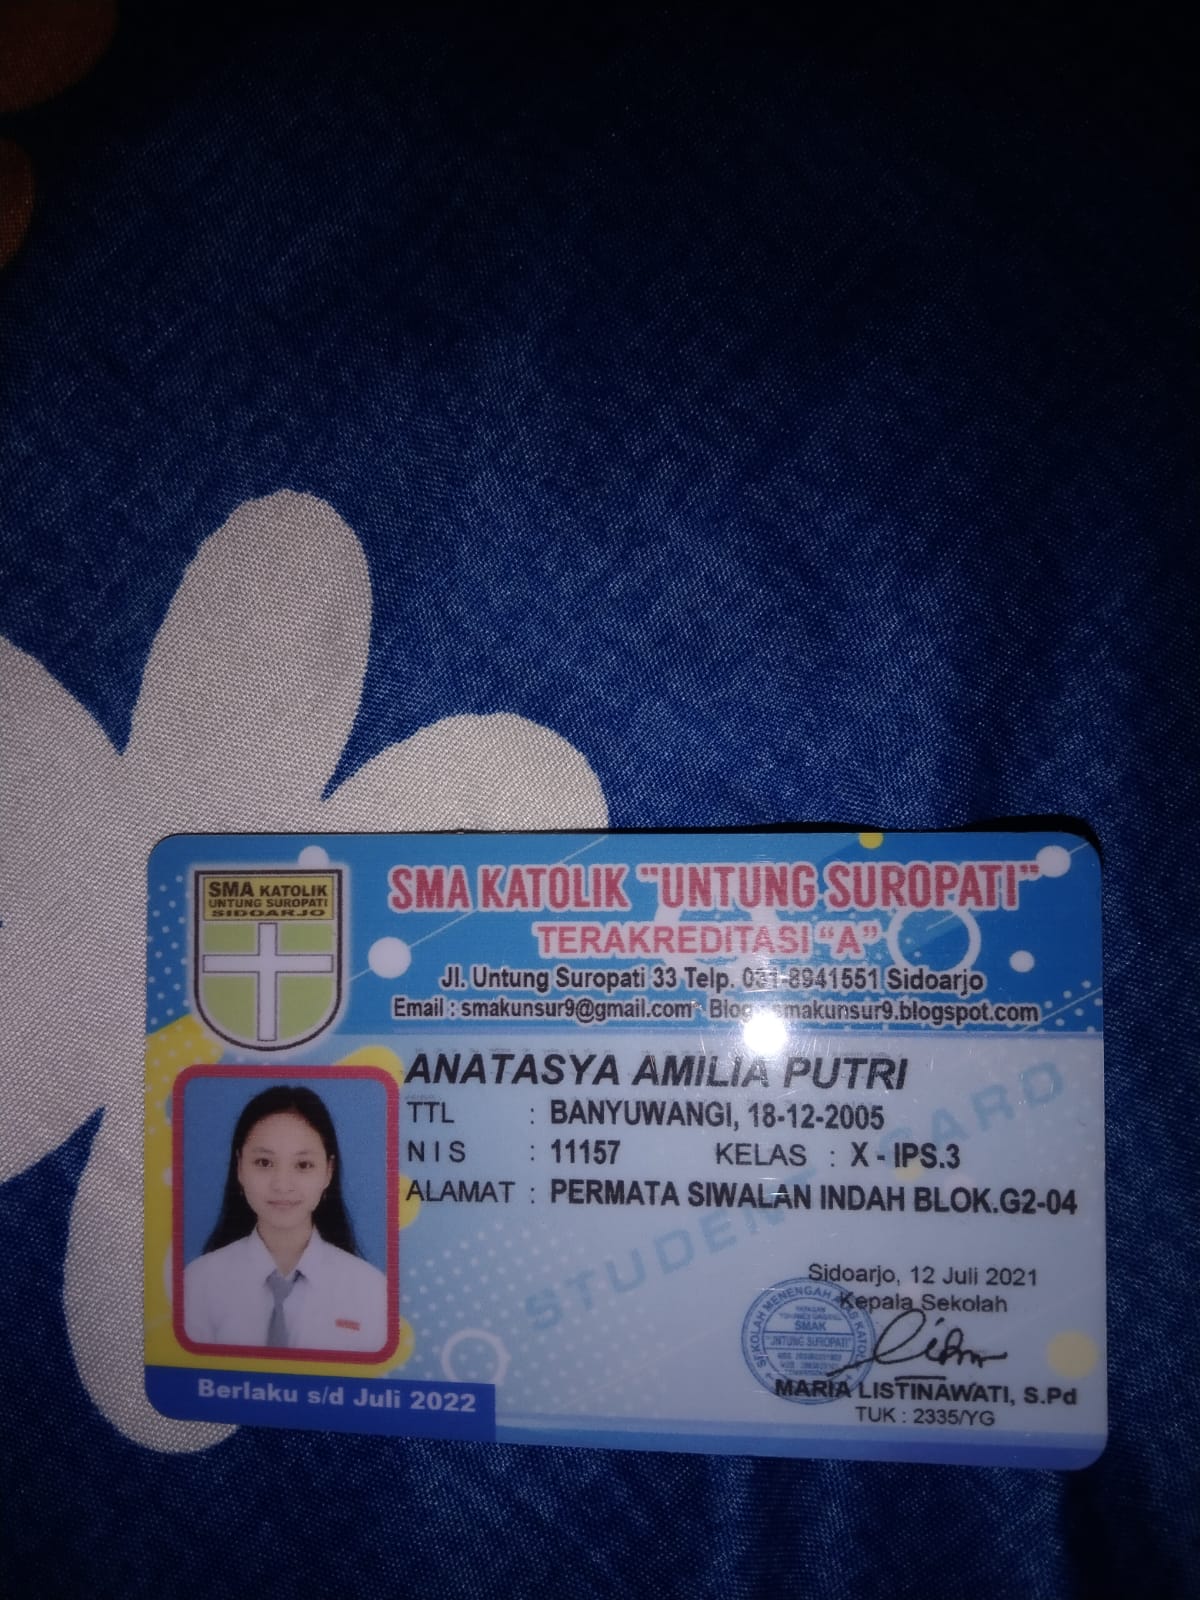 SMA KATOLIK
UNTUNG SUROPATI
SIDOARJO
SMA KATOLIK "UNTUNG SUROPATI"
TERAKREDITASI "A"
Jl. Untung Suropati 33 Telp. 031-8941551 Sidoarjo
Email : smakunsur9@gmail.com Blog smakunsur9.blogspot.com
ANATASYA AMILIA PUTRI
TTL : BANYUWANGI, 18-12-2005
NIS : 11157 KELAS : X - IPS.3
ALAMAT : PERMATA SIWALAN INDAH BLOK.G2-04
STUDENT CARD
Sidoarjo, 12 Juli 2021
Kepala Sekolah
SEKOLAH MENENGAH ATAS
SMAK
"UNTUNG SUROPATI"
MARIA LISTINAWATI, S.Pd
TUK : 2335/YG
Berlaku s/d Juli 2022